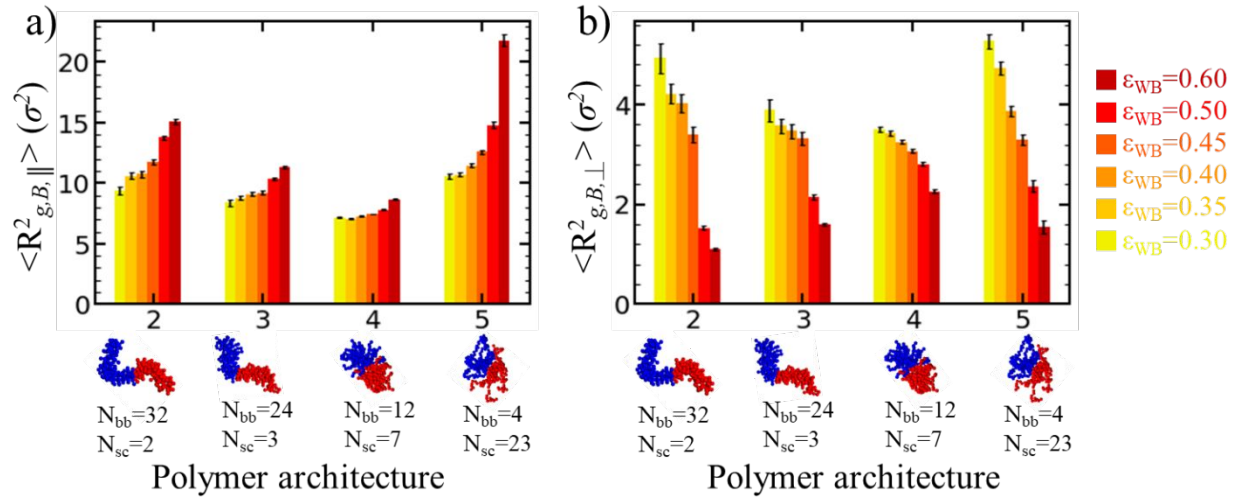 a)
<R²g,B,∥> (σ²)
20
15
10
5
0
2 3 4 5
Nbb=32 Nbb=24 Nbb=12 Nbb=4
Nsc=2 Nsc=3 Nsc=7 Nsc=23
Polymer architecture
b)
<R²g,B,⊥> (σ²)
4
2
0
2 3 4 5
Nbb=32 Nbb=24 Nbb=12 Nbb=4
Nsc=2 Nsc=3 Nsc=7 Nsc=23
Polymer architecture
εWB=0.60
εWB=0.50
εWB=0.45
εWB=0.40
εWB=0.35
εWB=0.30